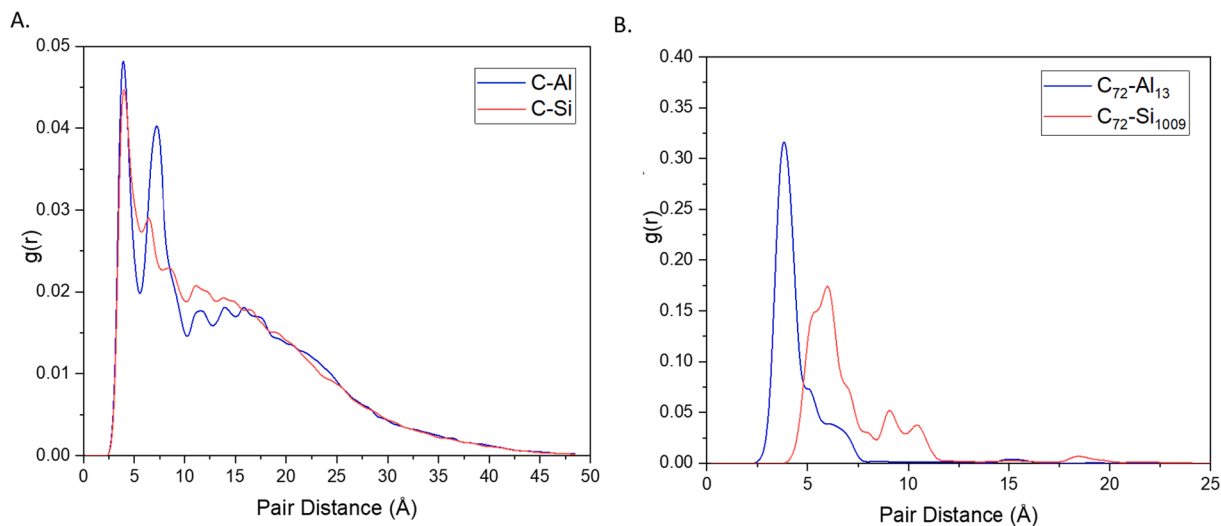 A.
0.05
0.04
0.03
0.02
0.01
0.00
g(r)
C-Al
C-Si
0 5 10 15 20 25 30 35 40 45 50
Pair Distance (Å)
B.
0.40
0.35
0.30
0.25
0.20
0.15
0.10
0.05
0.00
g(r)
C₇₂-Al₁₃
C₇₂-Si₁₀₀₉
0 5 10 15 20 25
Pair Distance (Å)